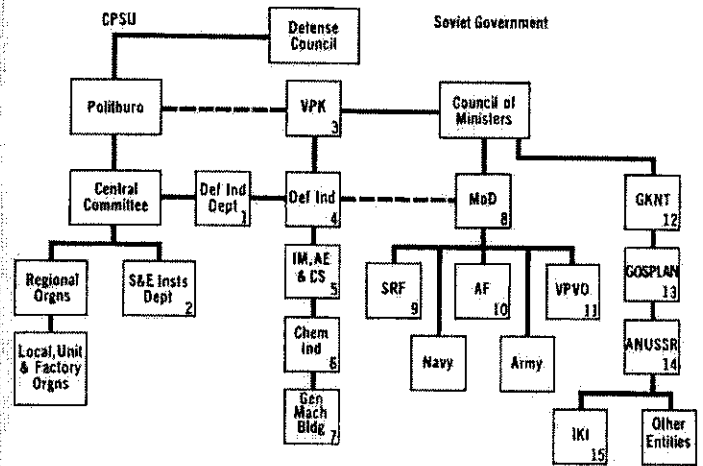 CPSU
Soviet Government
Defense
Council
Politburo
VPK
3
Council of
Ministers
Central
Committee
Def Ind
Dept
1
Def Ind
4
MoD
8
GKNT
12
Regional
Orgns
S&E Insts
Dept
2
IM, AE
& CS
5
SRF
9
AF
10
VPVO
11
GOSPLAN
13
Local, Unit
& Factory
Orgns
Chem
Ind
6
Navy
Army
ANUSSR
14
Gen
Mach
Bldg
7
IKI
15
Other
Entities